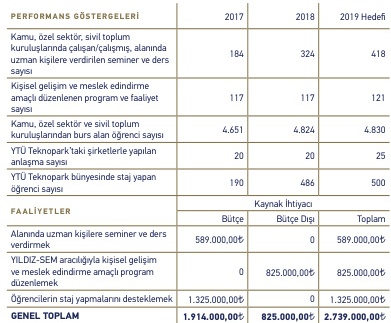 PERFORMANS GÖSTERGELERİ 2017 2018 2019 Hedefi
Kamu, özel sektör, sivil toplum
kuruluşlarında çalışan/çalışmış, alanında
uzman kişilere verdirilen seminer ve ders
sayısı
184 324 418
Kişisel gelişim ve meslek edindirme
amaçlı düzenlenen program ve faaliyet
sayısı
117 117 121
Kamu, özel sektör ve sivil toplum
kuruluşlarından burs alan öğrenci sayısı
4.651 4.824 4.830
YTÜ Teknopark'taki şirketlerle yapılan
anlaşma sayısı
20 20 25
YTÜ Teknopark bünyesinde staj yapan
öğrenci sayısı
190 486 500
FAALİYETLER
Kaynak İhtiyacı
Bütçe Bütçe Dışı Toplam
Alanında uzman kişilere seminer ve ders
verdirmek
589.000,00₺ 0 589.000,00₺
YILDIZ-SEM aracılığıyla kişisel gelişim
ve meslek edindirme amaçlı program
düzenlemek
0 825.000,00₺ 825.000,00₺
Öğrencilerin staj yapmalarını desteklemek 1.325.000,00₺ 0 1.325.000,00₺
GENEL TOPLAM 1.914.000,00₺ 825.000,00₺ 2.739.000,00₺